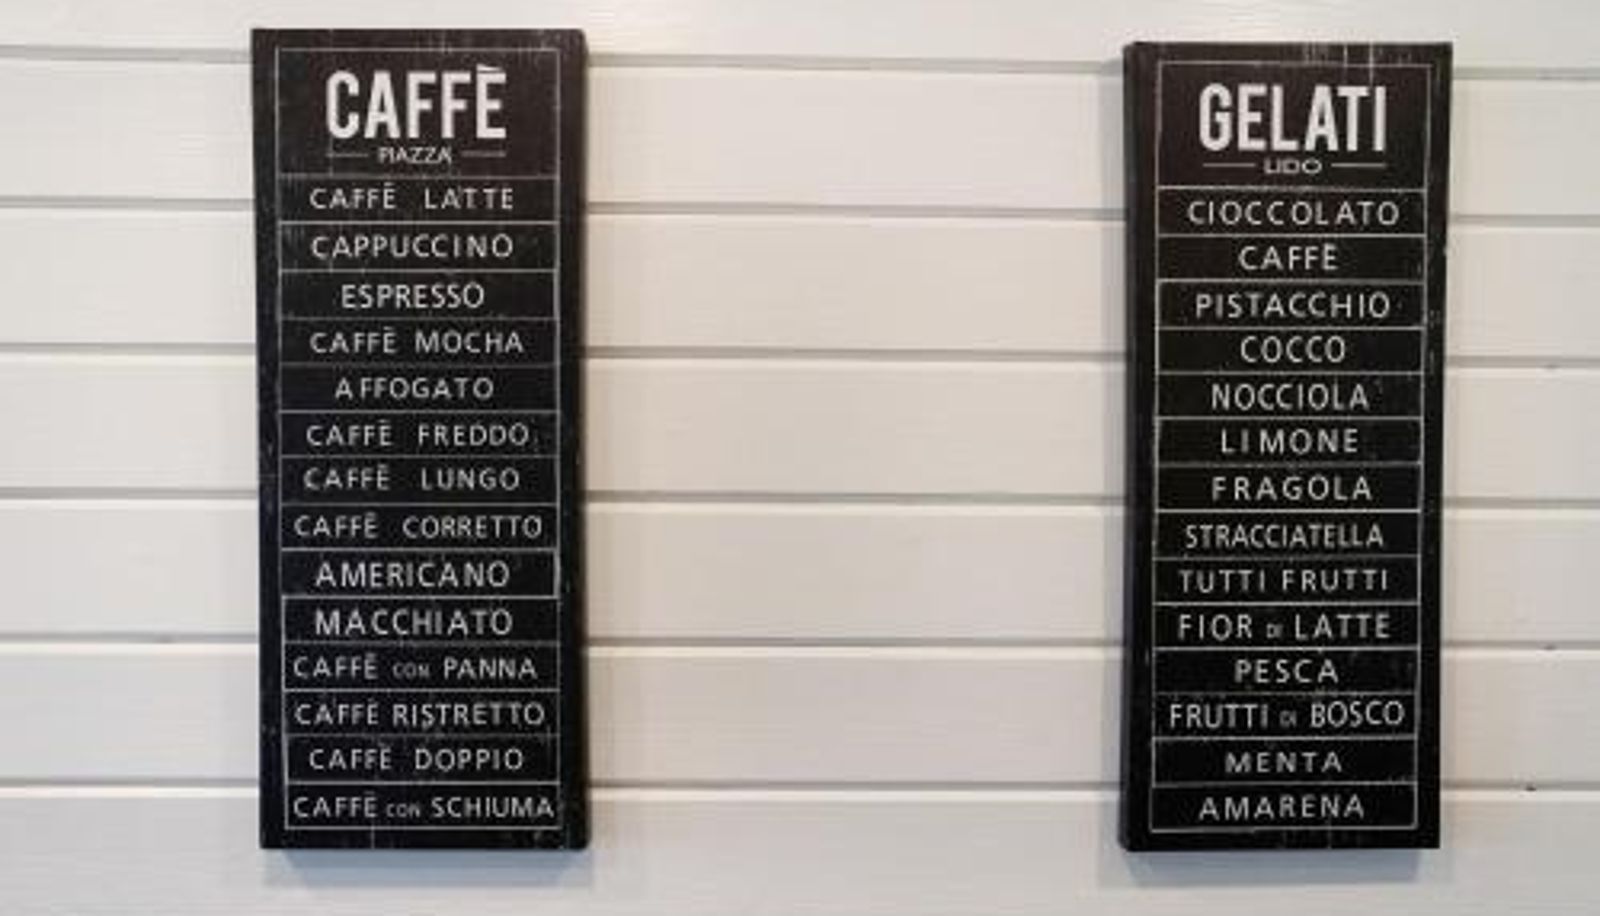 CAFFÈ
PIAZZA
CAFFÈ LATTE
CAPPUCCINO
ESPRESSO
CAFFÈ MOCHA
AFFOGATO
CAFFÈ FREDDO
CAFFÈ LUNGO
CAFFÈ CORRETTO
AMERICANO
MACCHIATO
CAFFÈ CON PANNA
CAFFÈ RISTRETTO
CAFFÈ DOPPIO
CAFFÈ CON SCHIUMA
GELATI
LIDO
CIOCCOLATO
CAFFÈ
PISTACCHIO
COCCO
NOCCIOLA
LIMONE
FRAGOLA
STRACCIATELLA
TUTTI FRUTTI
FIOR DI LATTE
PESCA
FRUTTI DI BOSCO
MENTA
AMARENA